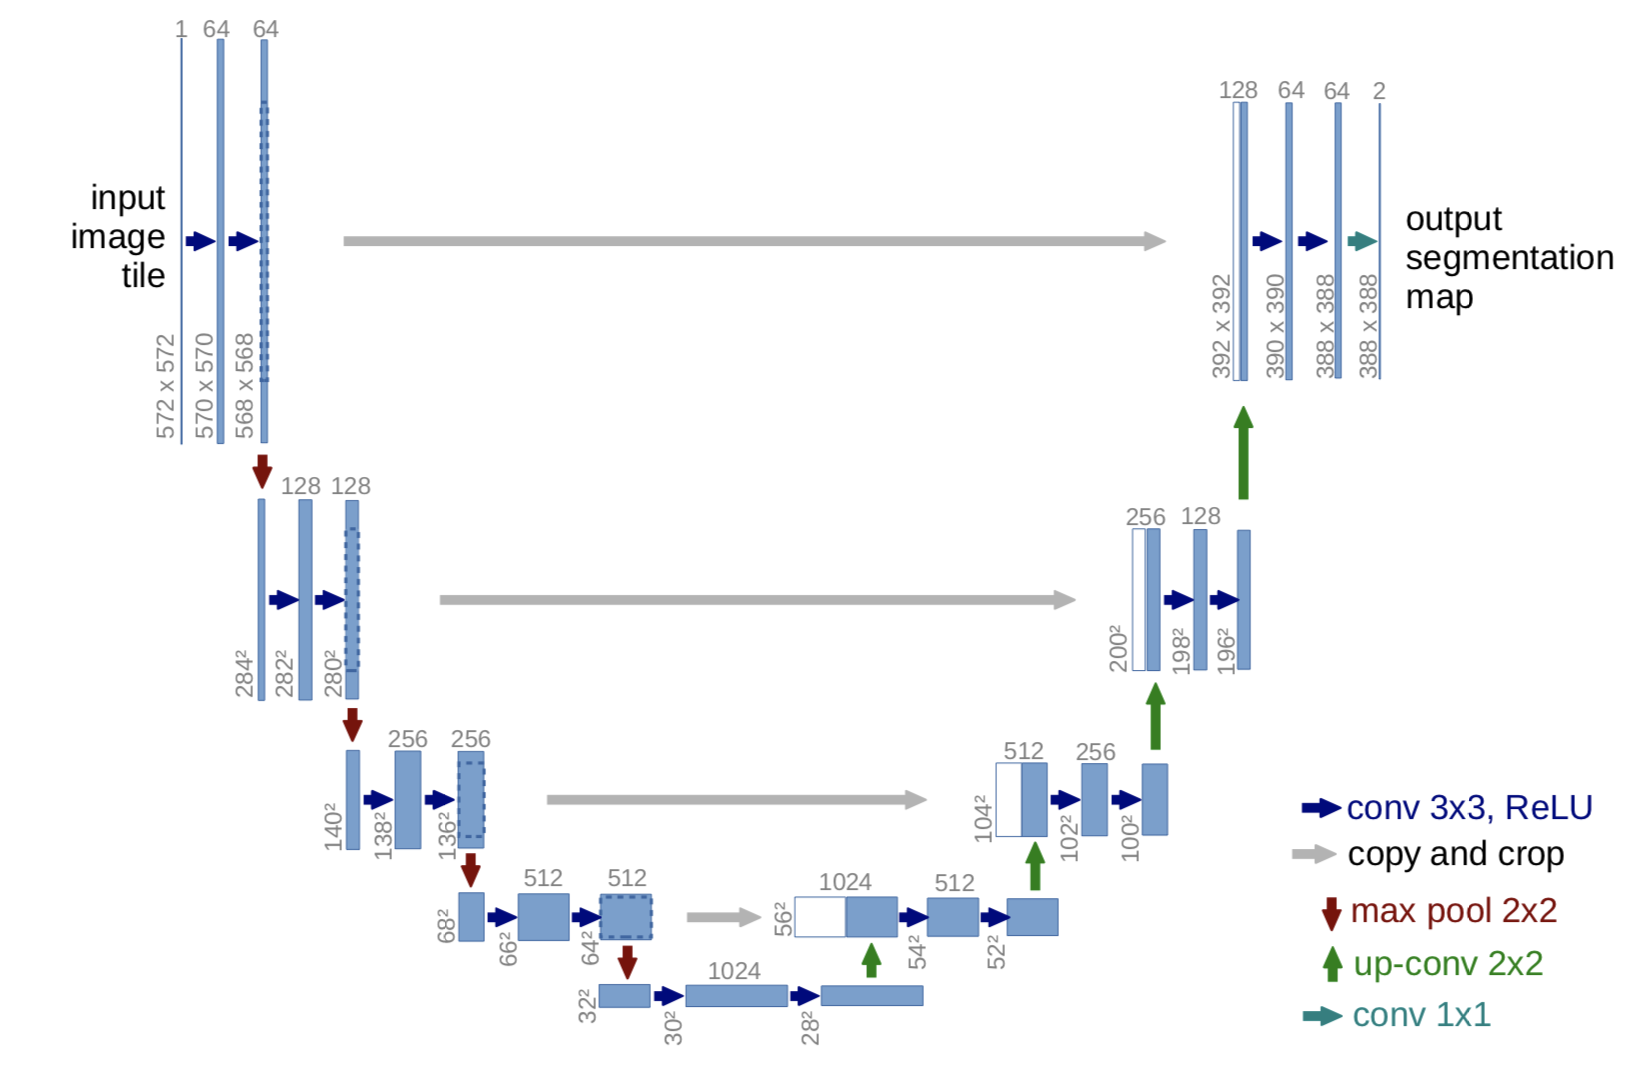 1 64 64
input
image
tile
572 x 572
570 x 570
568 x 568
128 64 64 2
392 x 392
390 x 390
388 x 388
388 x 388
output
segmentation
map
128 128
284²
282²
280²
256 128
200²
198²
196²
256 256
140²
138²
136²
512 256
104²
102²
100²
512 512
68²
66²
64²
1024 512
56²
54²
52²
1024
32²
30²
28²
conv 3x3, ReLU
copy and crop
max pool 2x2
up-conv 2x2
conv 1x1